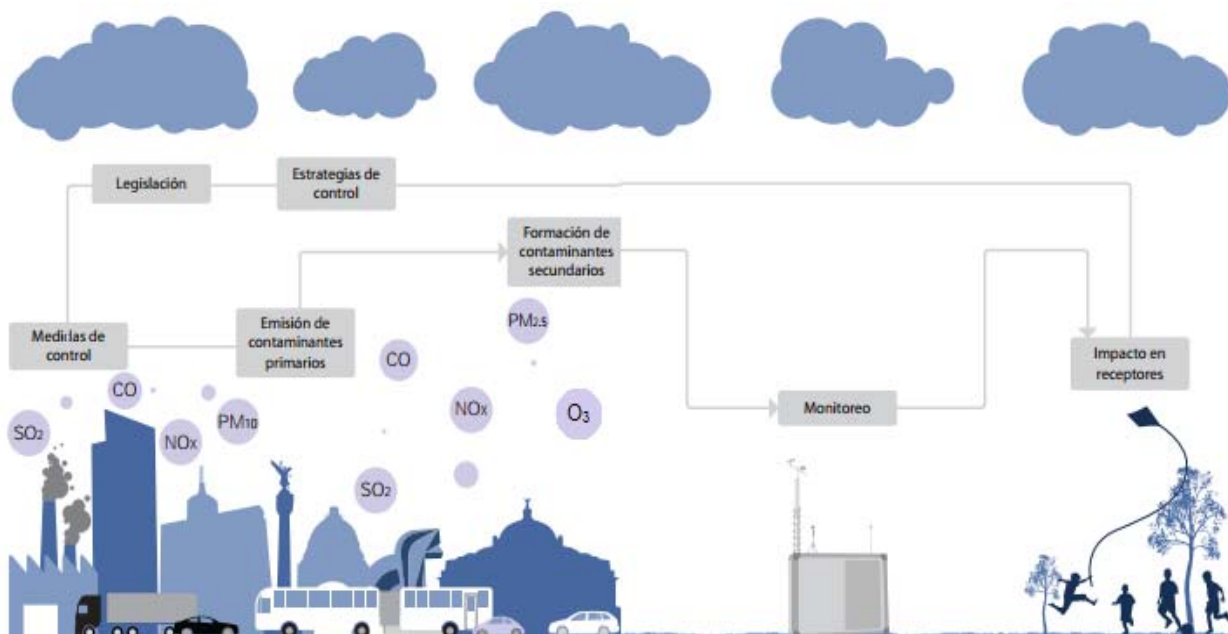 Legislación
Estrategias de
control
Formación de
contaminantes
secundarios
Medidas de
control
Emisión de
contaminantes
primarios
Impacto en
receptores
Monitoreo
PM2.5
CO
CO
NOx
O3
PM10
SO2
NOx
SO2